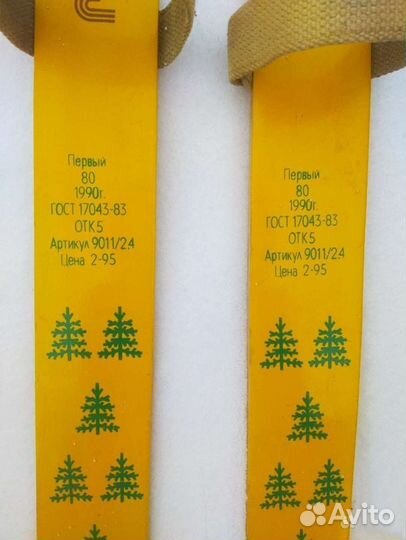 Первый
80
1990г.
ГОСТ 17043-83
ОТК5
Артикул 9011/2.4
Цена 2-95
Первый
80
1990г.
ГОСТ 17043-83
ОТК5
Артикул 9011/2.4
Цена 2-95
Avito